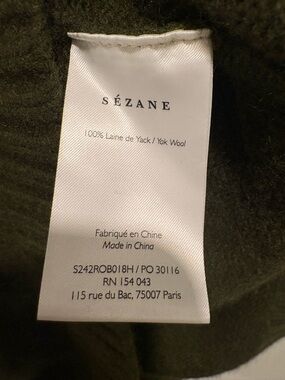 SÉZANE
100% Laine de Yack / Yak Wool
Fabriqué en Chine
Made in China
S242ROB018H / PO 30116
RN 154 043
115 rue du Bac, 75007 Paris